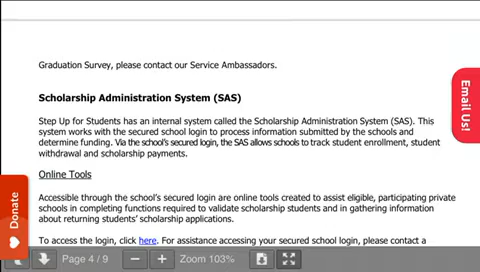 Graduation Survey, please contact our Service Ambassadors.
Scholarship Administration System (SAS)
Step Up for Students has an internal system called the Scholarship Administration System (SAS). This
system works with the secured school login to process information submitted by the schools and
determine funding. Via the school's secured login, the SAS allows schools to track student enrollment, student
withdrawal and scholarship payments.
Online Tools
Accessible through the school's secured login are online tools created to assist eligible, participating private
schools in completing functions required to validate scholarship students and in gathering information
about returning students' scholarship applications.
To access the login, click here. For assistance accessing your secured school login, please contact a
Email Us!
Donate
Page 4 / 9
Zoom 103%